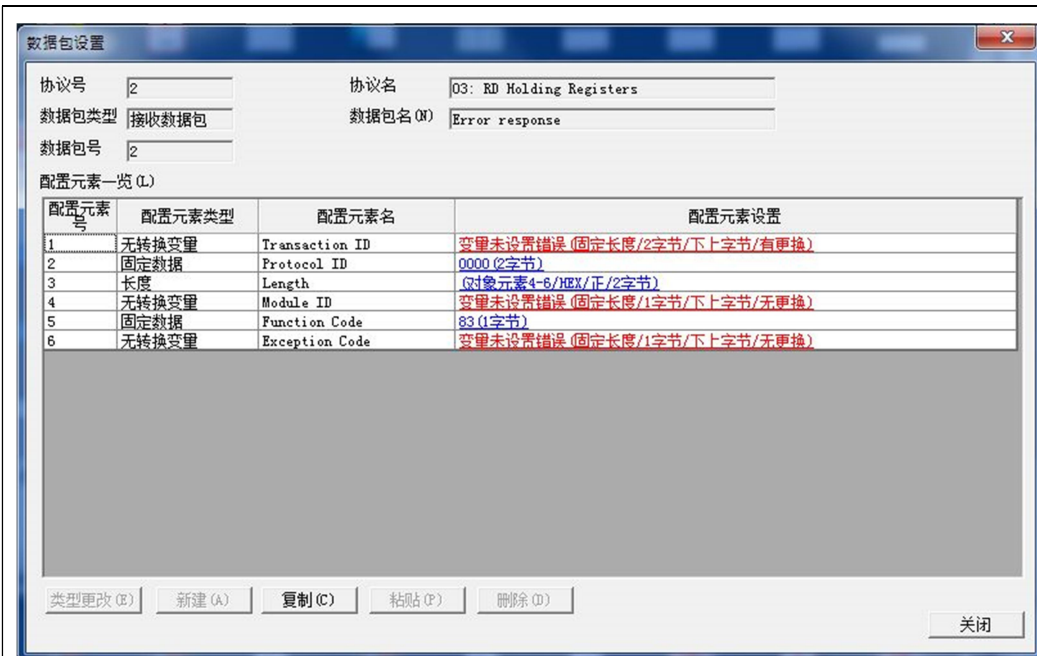 数据包设置
协议号 2 协议名 03: RD Holding Registers
数据包类型 接收数据包 数据包名(N) Error response
数据包号 2
配置元素一览(L)
配置元素号 配置元素类型 配置元素名 配置元素设置
1 无转换变量 Transaction ID 变量未设置错误(固定长度/2字节/下上字节/有更换)
2 固定数据 Protocol ID 0000(2字节)
3 长度 Length (对象元素4-6/HEX/正/2字节)
4 无转换变量 Module ID 变量未设置错误(固定长度/1字节/下上字节/无更换)
5 固定数据 Function Code 83(1字节)
6 无转换变量 Exception Code 变量未设置错误(固定长度/1字节/下上字节/无更换)
类型更改(E) 新建(A) 复制(C) 粘贴(P) 删除(D)
关闭